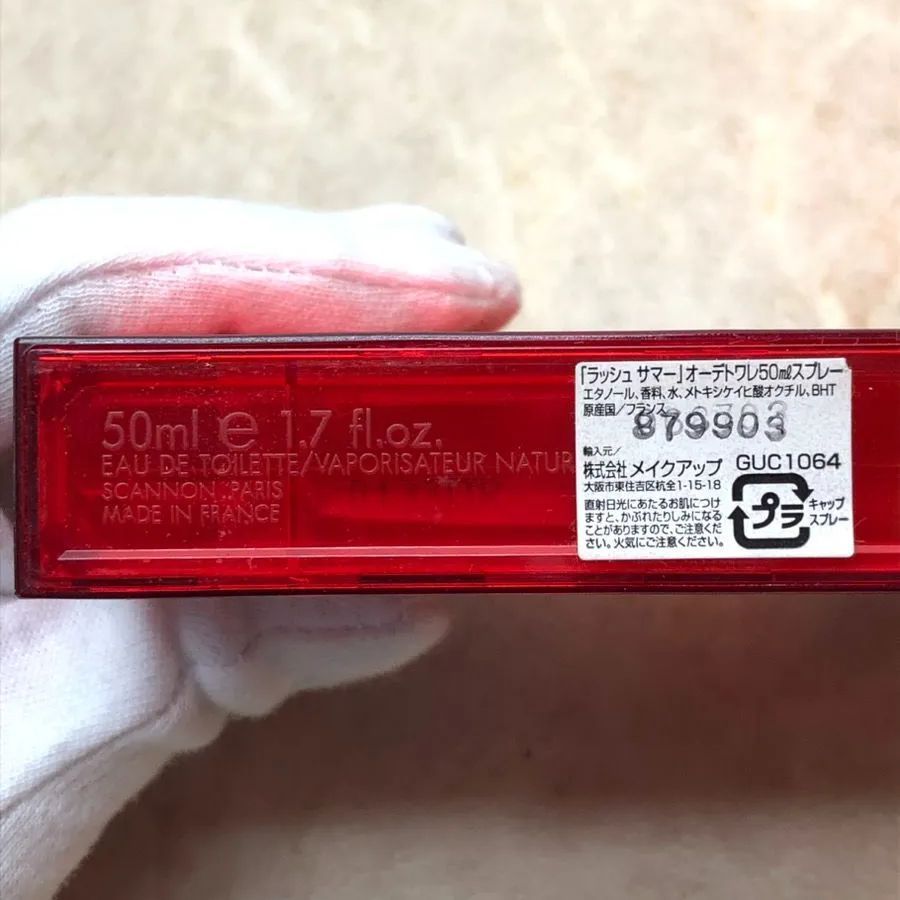 50ml e 1.7 fl.oz.
EAU DE TOILETTE/VAPORISATEUR NATUR
SCANNON PARIS
MADE IN FRANCE
「ラッシュ サマー」オーデトワレ50mlスプレー
エタノール、香料、水、メトキシケイヒ酸オクチル、BHT
原産国/フランス
879903
輸入元/
株式会社 メイクアップ GUC1064
大阪市東住吉区杭全1-15-18
直射日光にあたるお肌につけ
ますと、かぶれたりしみになる
ことがありますので、ご注意くだ
さい。火気にご注意ください。
プラ
キャップ
スプレー